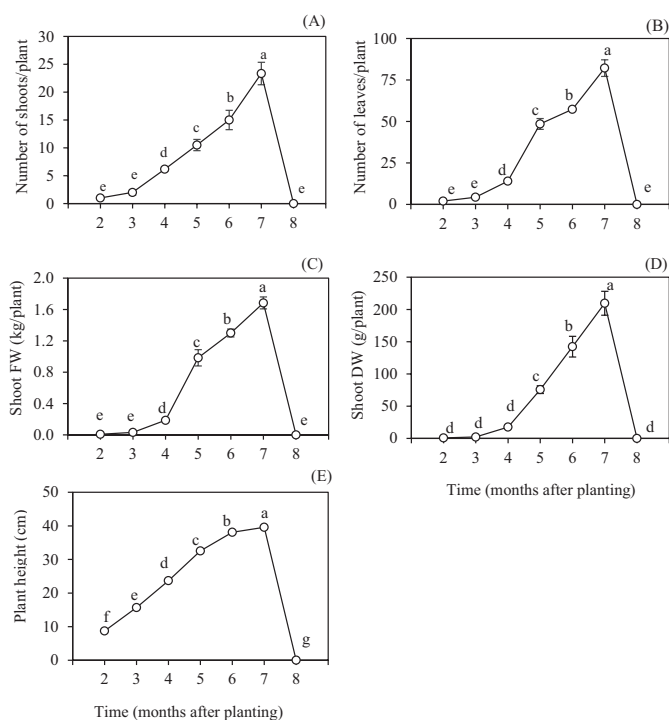 (A)
Number of shoots/plant
30
25
20
15
10
5
0
e e d c b a e
2 3 4 5 6 7 8
(B)
Number of leaves/plant
100
75
50
25
0
e e d c b a e
2 3 4 5 6 7 8
(C)
Shoot FW (kg/plant)
2.0
1.6
1.2
0.8
0.4
0.0
e e d c b a e
2 3 4 5 6 7 8
(D)
Shoot DW (g/plant)
250
200
150
100
50
0
d d d c b a d
2 3 4 5 6 7 8
Time (months after planting)
(E)
Plant height (cm)
50
40
30
20
10
0
f e d c b a g
2 3 4 5 6 7 8
Time (months after planting)